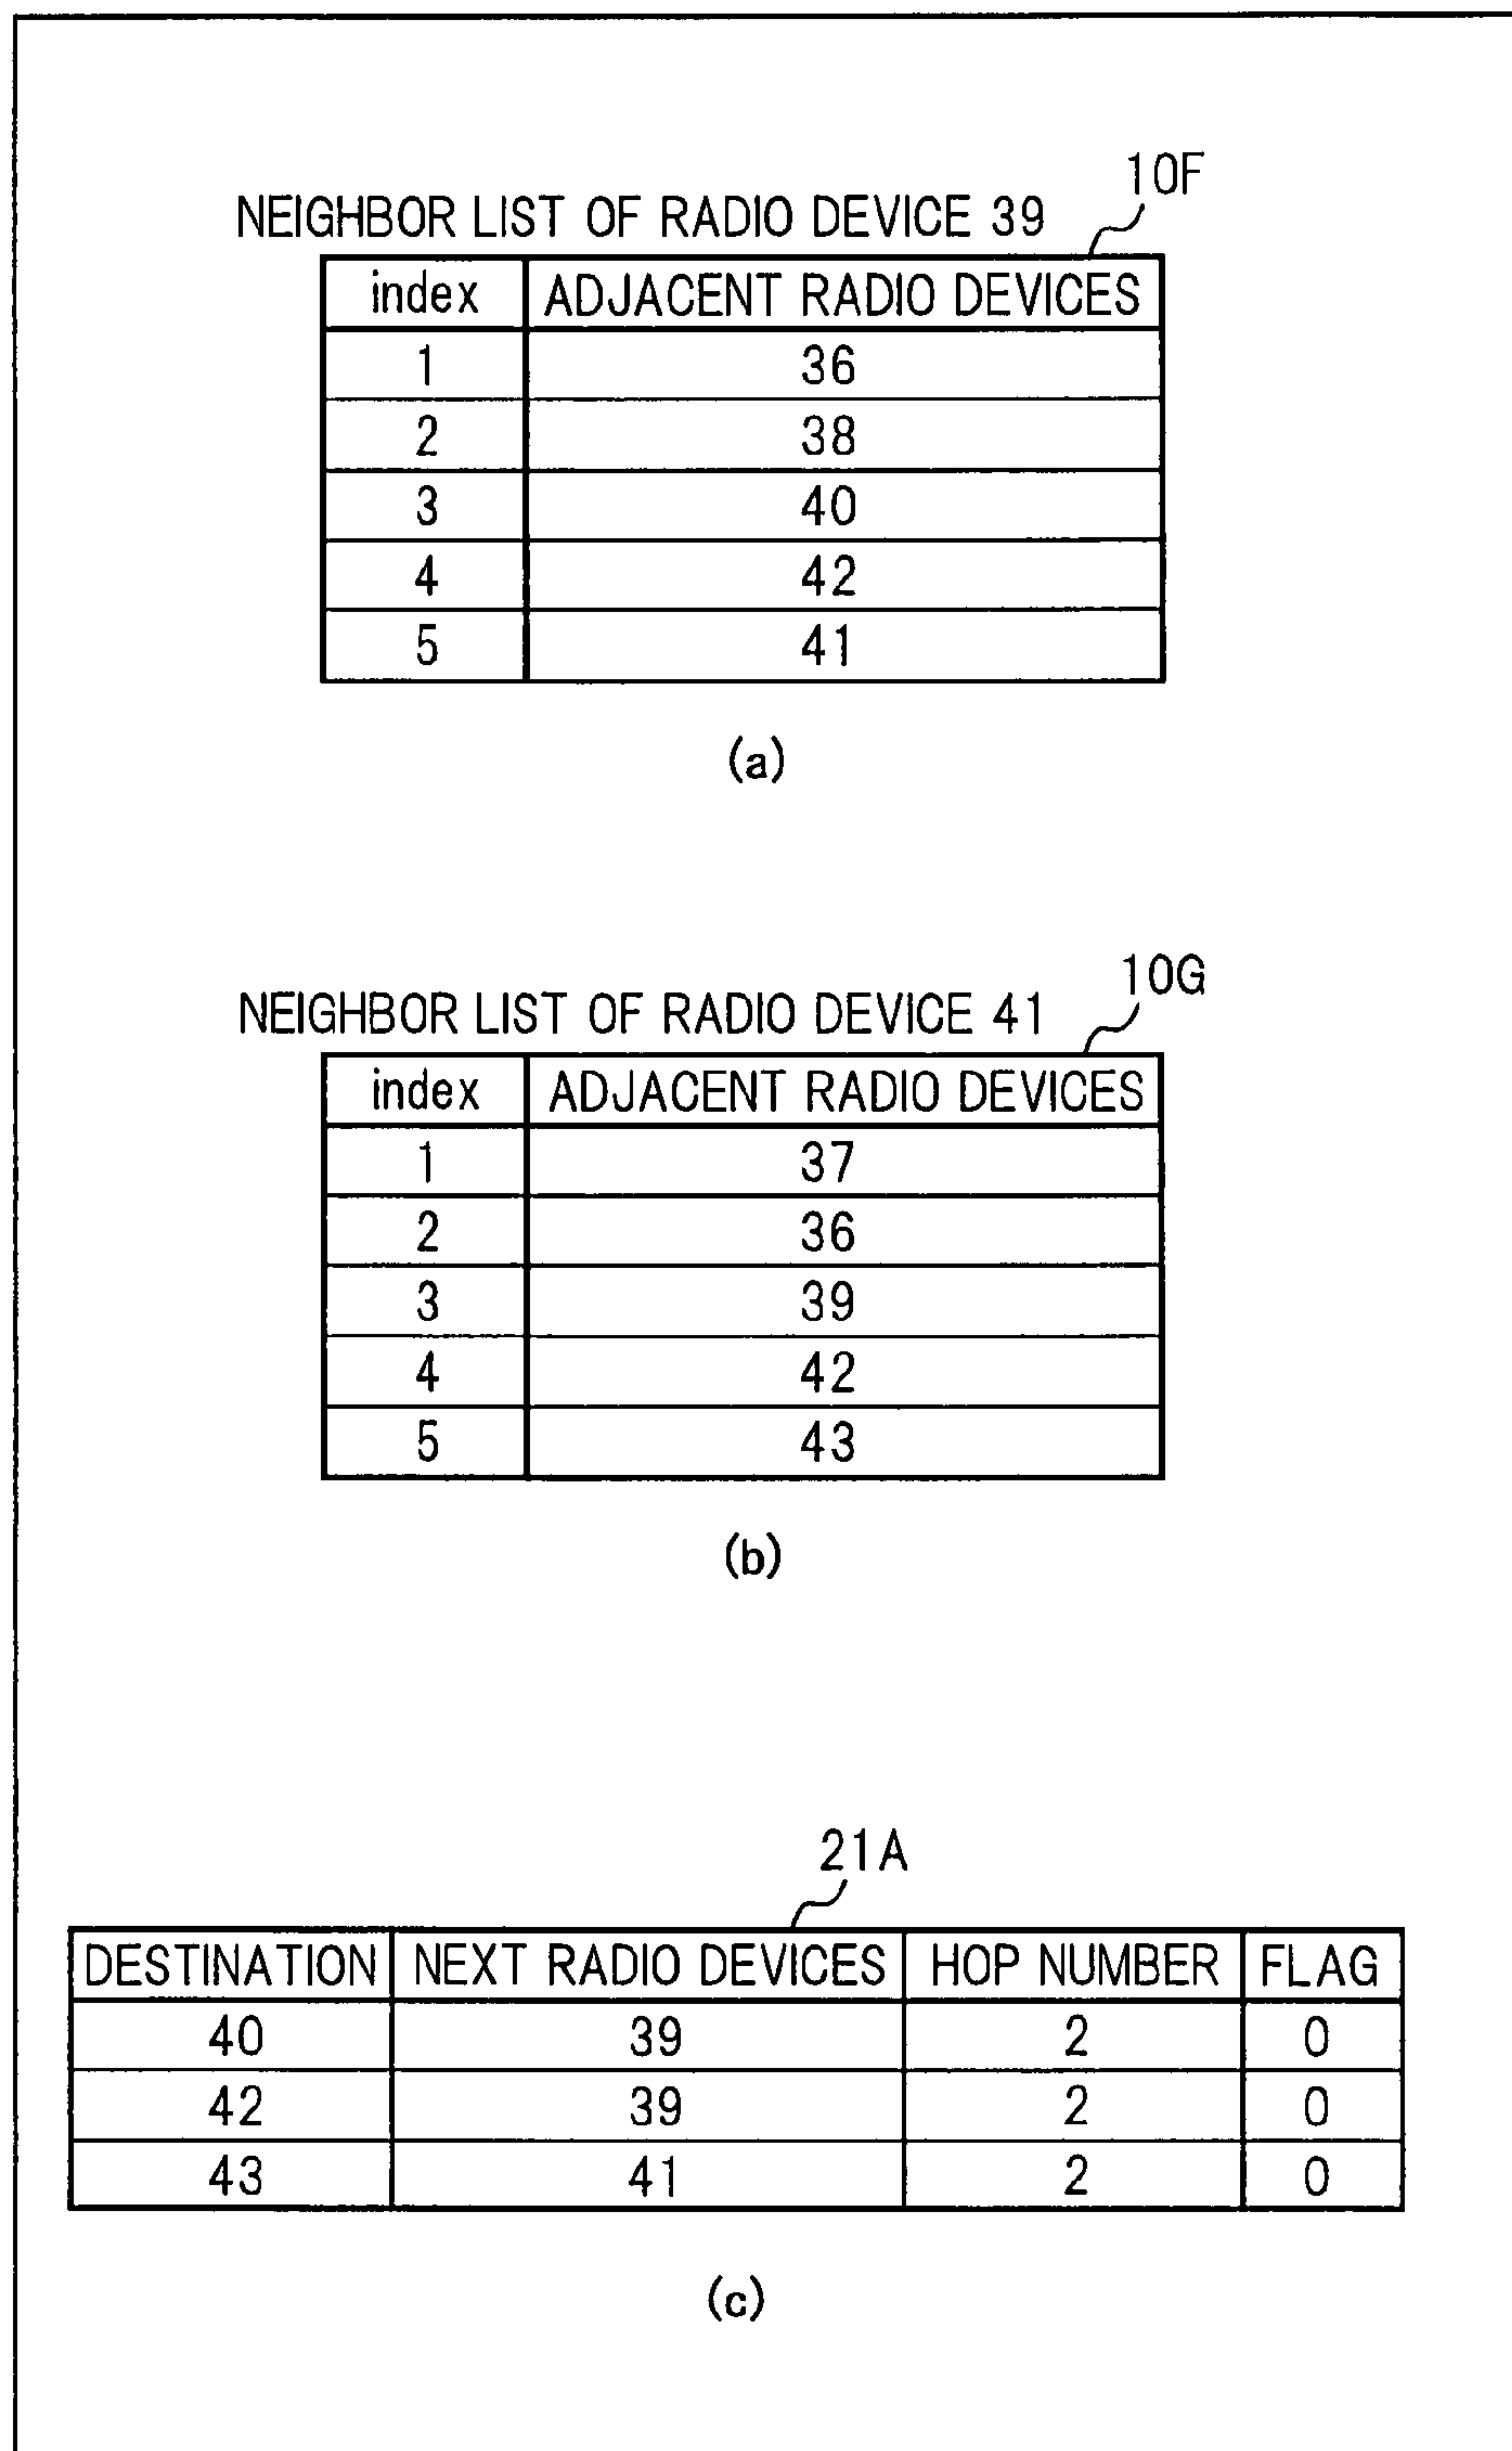 10F
NEIGHBOR LIST OF RADIO DEVICE 39
index ADJACENT RADIO DEVICES
1 36
2 38
3 40
4 42
5 41
(a)
10G
NEIGHBOR LIST OF RADIO DEVICE 41
index ADJACENT RADIO DEVICES
1 37
2 36
3 39
4 42
5 43
(b)
21A
DESTINATION NEXT RADIO DEVICES HOP NUMBER FLAG
40 39 2 0
42 39 2 0
43 41 2 0
(c)